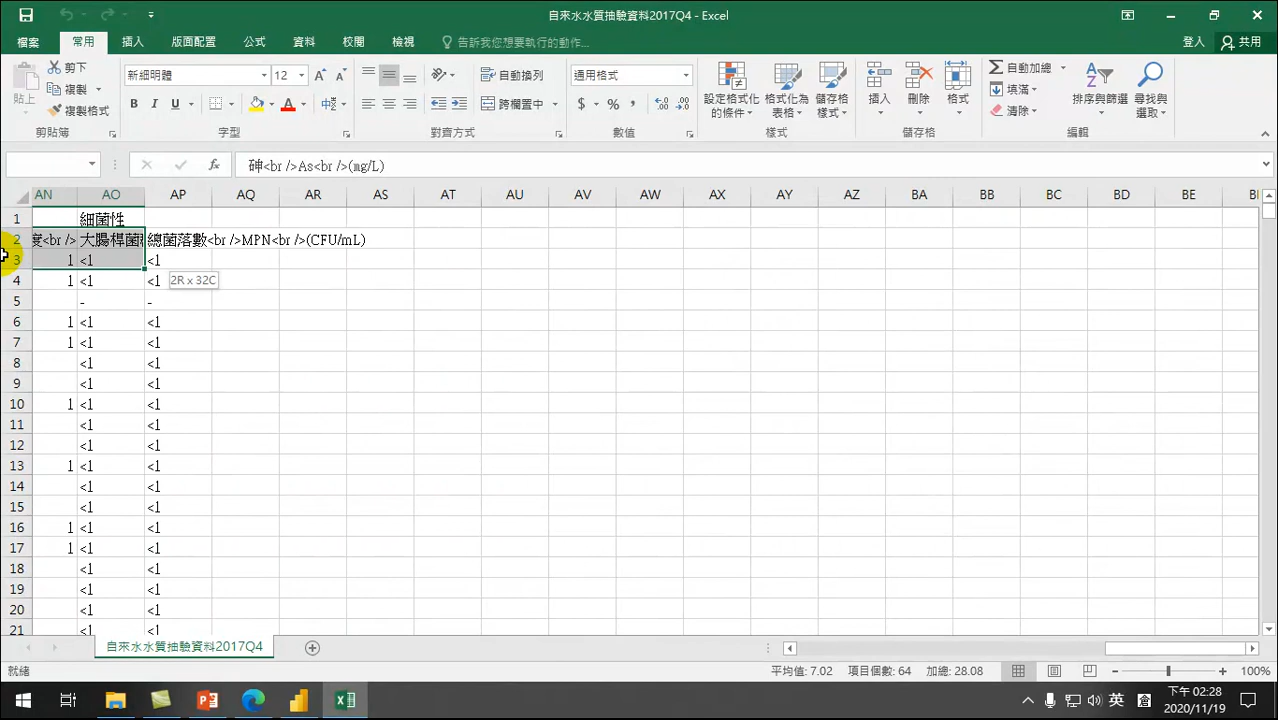 自來水水質抽驗資料2017Q4 - Excel
檔案 常用 插入 版面配置 公式 資料 校閱 檢視 告訴我您想要執行的動作... 登入 共用
貼上 剪下 複製 複製格式 剪貼簿
新細明體 12 B I U A 中 字型
自動換列 跨欄置中 對齊方式
通用格式 $ % , 數值
設定格式化的條件 格式化為表格 儲存格樣式 樣式
插入 刪除 格式 儲存格
自動加總 填滿 清除 排序與篩選 尋找與選取 編輯
fx 砷<br />As<br />(mg/L)
AN AO AP AQ AR AS AT AU AV AW AX AY AZ BA BB BC BD BE
1 細菌性
2 度<br /> 大腸桿菌 總菌落數<br />MPN<br />(CFU/mL)
3 1 <1 <1
4 1 <1 <1 2R x 32C
5 - -
6 1 <1 <1
7 1 <1 <1
8 <1 <1
9 <1 <1
10 1 <1 <1
11 <1 <1
12 <1 <1
13 1 <1 <1
14 <1 <1
15 <1 <1
16 1 <1 <1
17 1 <1 <1
18 <1 <1
19 <1 <1
20 <1 <1
21 <1 <1
自來水水質抽驗資料2017Q4
就緒 平均值: 7.02 項目個數: 64 加總: 28.08 100%
英 下午 02:28
2020/11/19